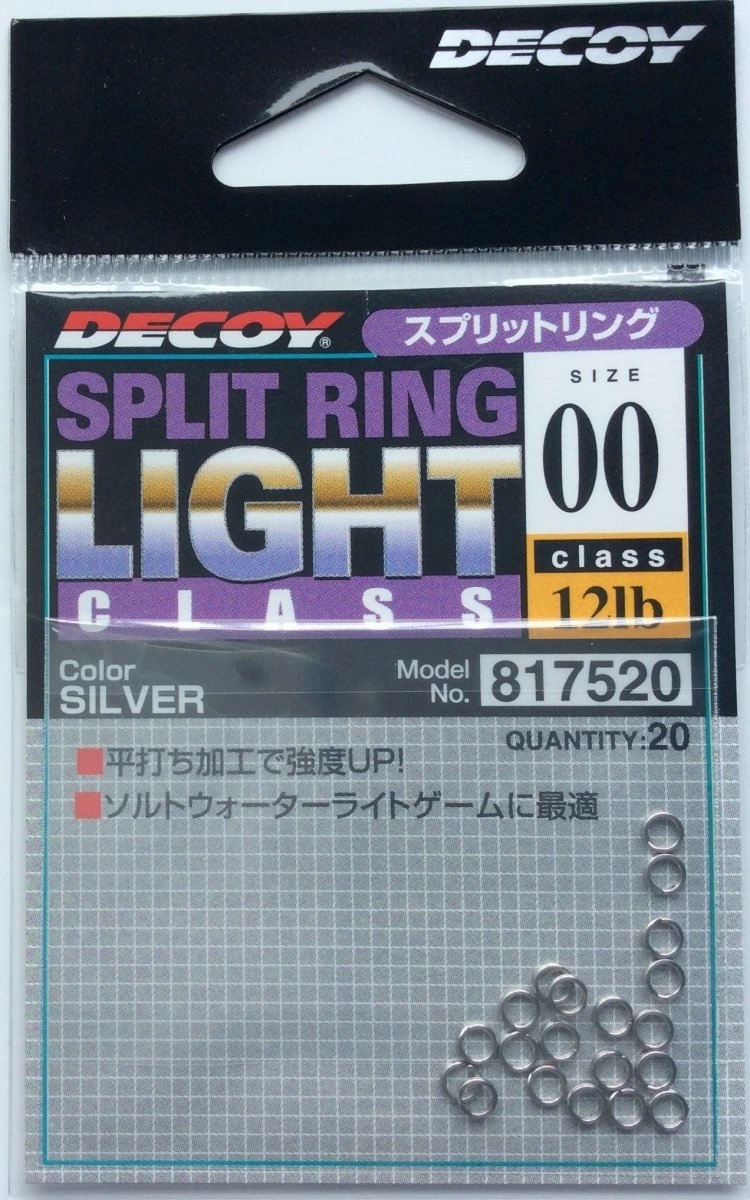 DECOY
DECOY®
スプリットリング
SPLIT RING
LIGHT
CLASS
SIZE
00
class
12lb
Color
SILVER
Model
No. 817520
QUANTITY:20
■平打ち加工で強度UP!
■ソルトウォーターライトゲームに最適